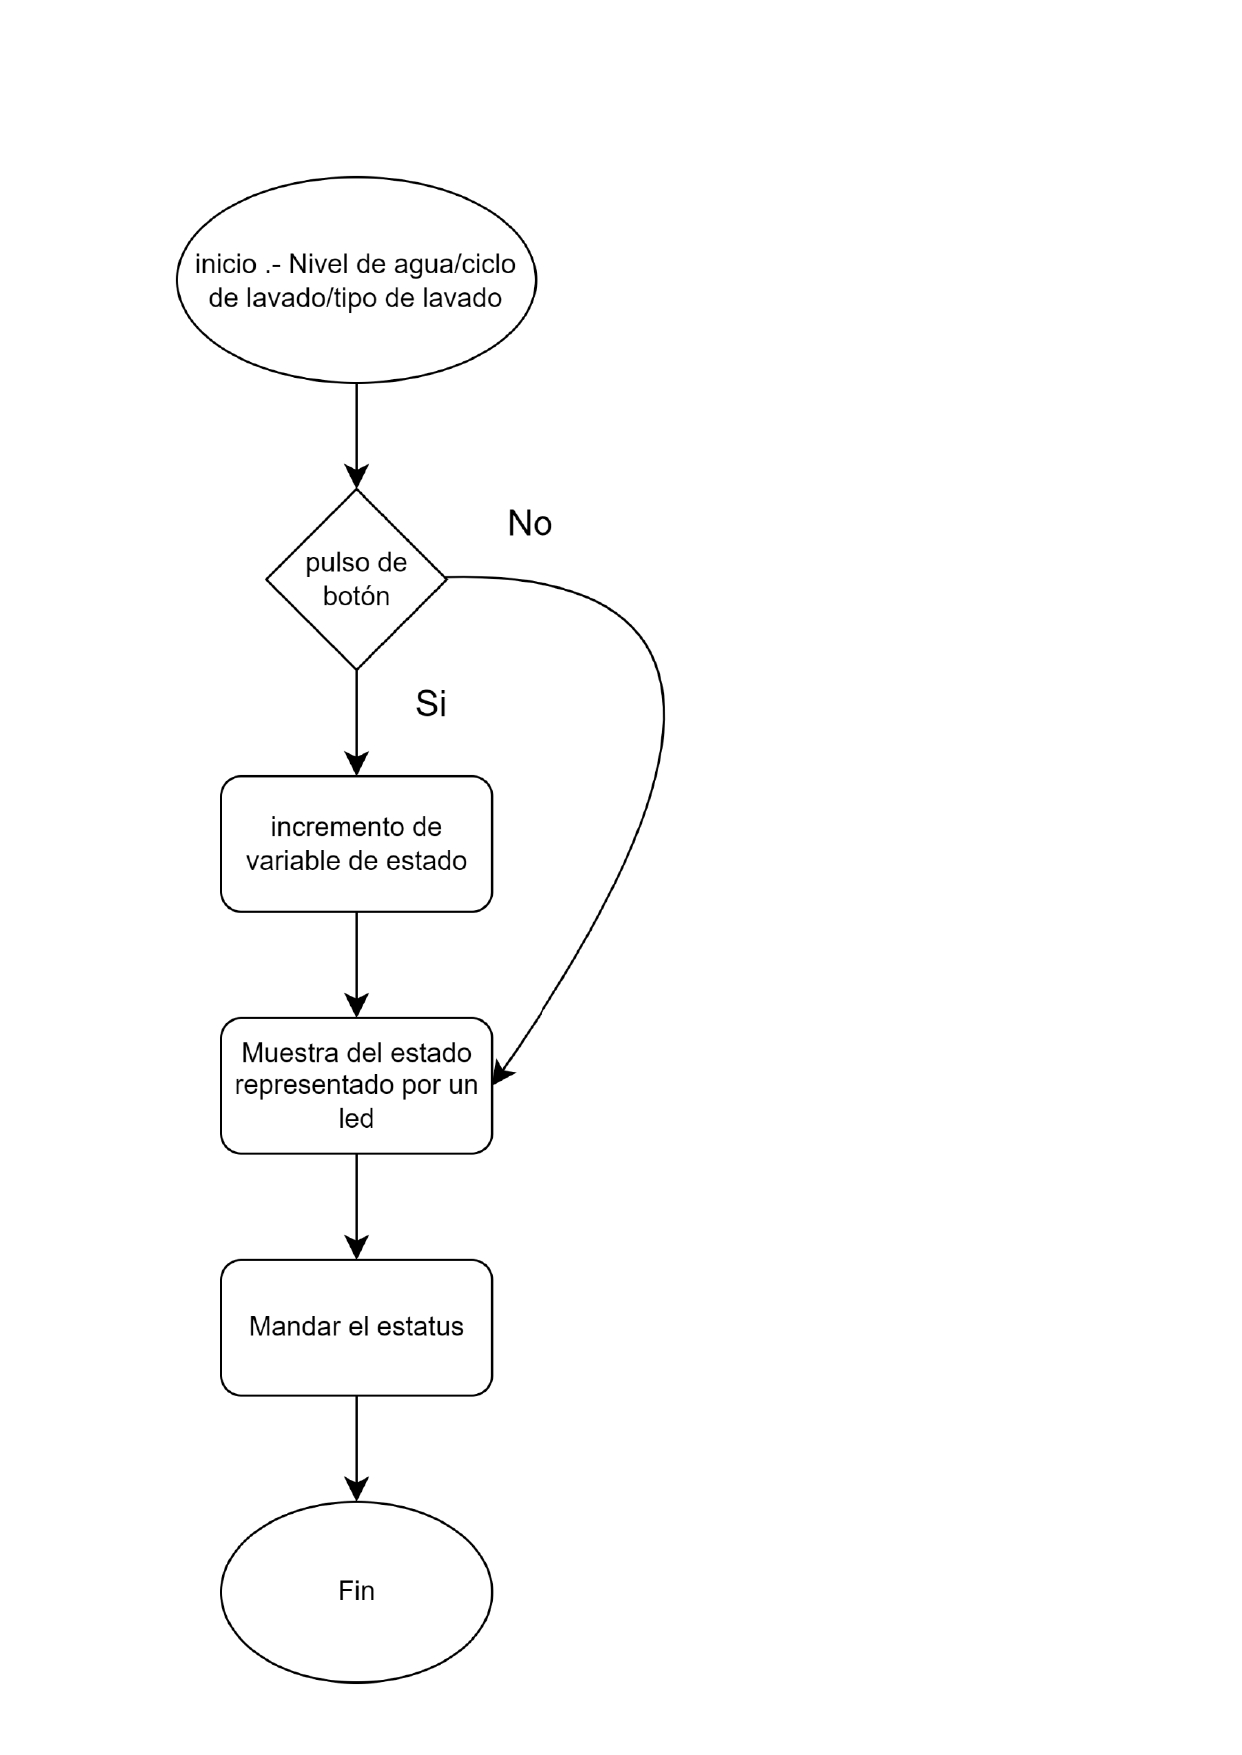 inicio .- Nivel de agua/ciclo
de lavado/tipo de lavado
No
pulso de
botón
Si
incremento de
variable de estado
Muestra del estado
representado por un
led
Mandar el estatus
Fin